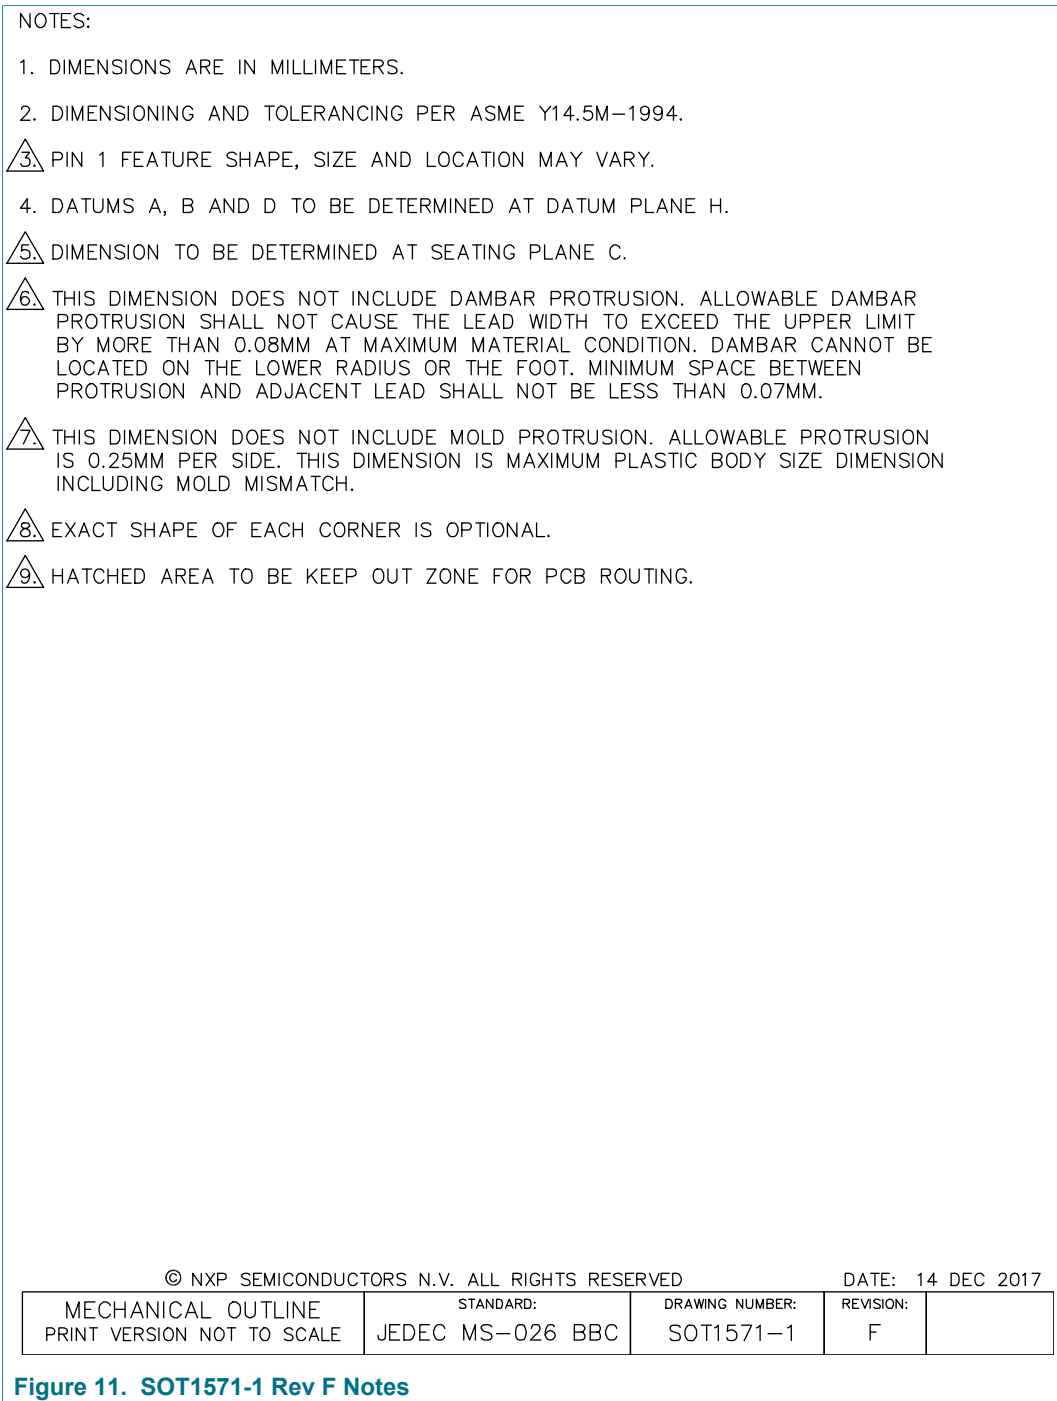 NOTES:
1. DIMENSIONS ARE IN MILLIMETERS.
2. DIMENSIONING AND TOLERANCING PER ASME Y14.5M-1994.
3. PIN 1 FEATURE SHAPE, SIZE AND LOCATION MAY VARY.
4. DATUMS A, B AND D TO BE DETERMINED AT DATUM PLANE H.
5. DIMENSION TO BE DETERMINED AT SEATING PLANE C.
6. THIS DIMENSION DOES NOT INCLUDE DAMBAR PROTRUSION. ALLOWABLE DAMBAR
PROTRUSION SHALL NOT CAUSE THE LEAD WIDTH TO EXCEED THE UPPER LIMIT
BY MORE THAN 0.08MM AT MAXIMUM MATERIAL CONDITION. DAMBAR CANNOT BE
LOCATED ON THE LOWER RADIUS OR THE FOOT. MINIMUM SPACE BETWEEN
PROTRUSION AND ADJACENT LEAD SHALL NOT BE LESS THAN 0.07MM.
7. THIS DIMENSION DOES NOT INCLUDE MOLD PROTRUSION. ALLOWABLE PROTRUSION
IS 0.25MM PER SIDE. THIS DIMENSION IS MAXIMUM PLASTIC BODY SIZE DIMENSION
INCLUDING MOLD MISMATCH.
8. EXACT SHAPE OF EACH CORNER IS OPTIONAL.
9. HATCHED AREA TO BE KEEP OUT ZONE FOR PCB ROUTING.
© NXP SEMICONDUCTORS N.V. ALL RIGHTS RESERVED DATE: 14 DEC 2017
MECHANICAL OUTLINE STANDARD: DRAWING NUMBER: REVISION:
PRINT VERSION NOT TO SCALE JEDEC MS-026 BBC SOT1571-1 F
Figure 11. SOT1571-1 Rev F Notes